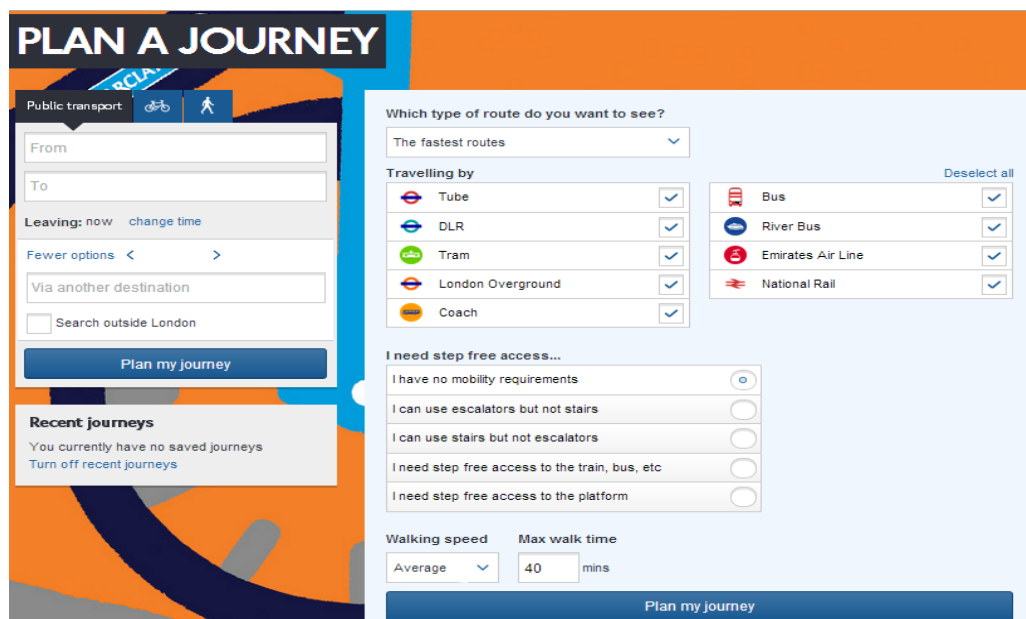 PLAN A JOURNEY
BARCLA
Public transport
From
To
Leaving: now change time
Fewer options
Via another destination
Search outside London
Plan my journey
Recent journeys
You currently have no saved journeys
Turn off recent journeys
Which type of route do you want to see?
The fastest routes
Travelling by Deselect all
Tube
DLR
Tram
London Overground
Coach
Bus
River Bus
Emirates Air Line
National Rail
I need step free access...
I have no mobility requirements
I can use escalators but not stairs
I can use stairs but not escalators
I need step free access to the train, bus, etc
I need step free access to the platform
Walking speed Max walk time
Average 40 mins
Plan my journey